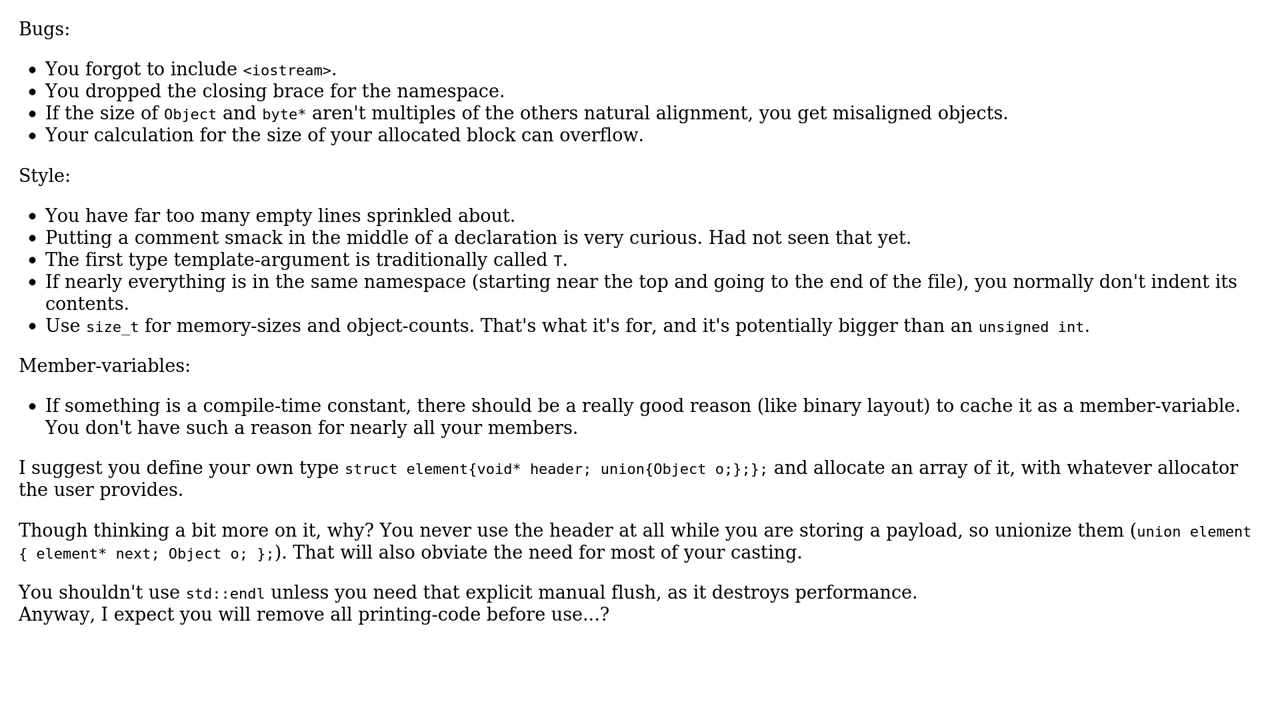 Bugs:
• You forgot to include <iostream>.
• You dropped the closing brace for the namespace.
• If the size of Object and byte* aren't multiples of the others natural alignment, you get misaligned objects.
• Your calculation for the size of your allocated block can overflow.
Style:
• You have far too many empty lines sprinkled about.
• Putting a comment smack in the middle of a declaration is very curious. Had not seen that yet.
• The first type template-argument is traditionally called T.
• If nearly everything is in the same namespace (starting near the top and going to the end of the file), you normally don't indent its
contents.
• Use size_t for memory-sizes and object-counts. That's what it's for, and it's potentially bigger than an unsigned int.
Member-variables:
• If something is a compile-time constant, there should be a really good reason (like binary layout) to cache it as a member-variable.
You don't have such a reason for nearly all your members.
I suggest you define your own type struct element{void* header; union{Object o;};}; and allocate an array of it, with whatever allocator
the user provides.
Though thinking a bit more on it, why? You never use the header at all while you are storing a payload, so unionize them (union element
{ element* next; Object o; };). That will also obviate the need for most of your casting.
You shouldn't use std::endl unless you need that explicit manual flush, as it destroys performance.
Anyway, I expect you will remove all printing-code before use...?